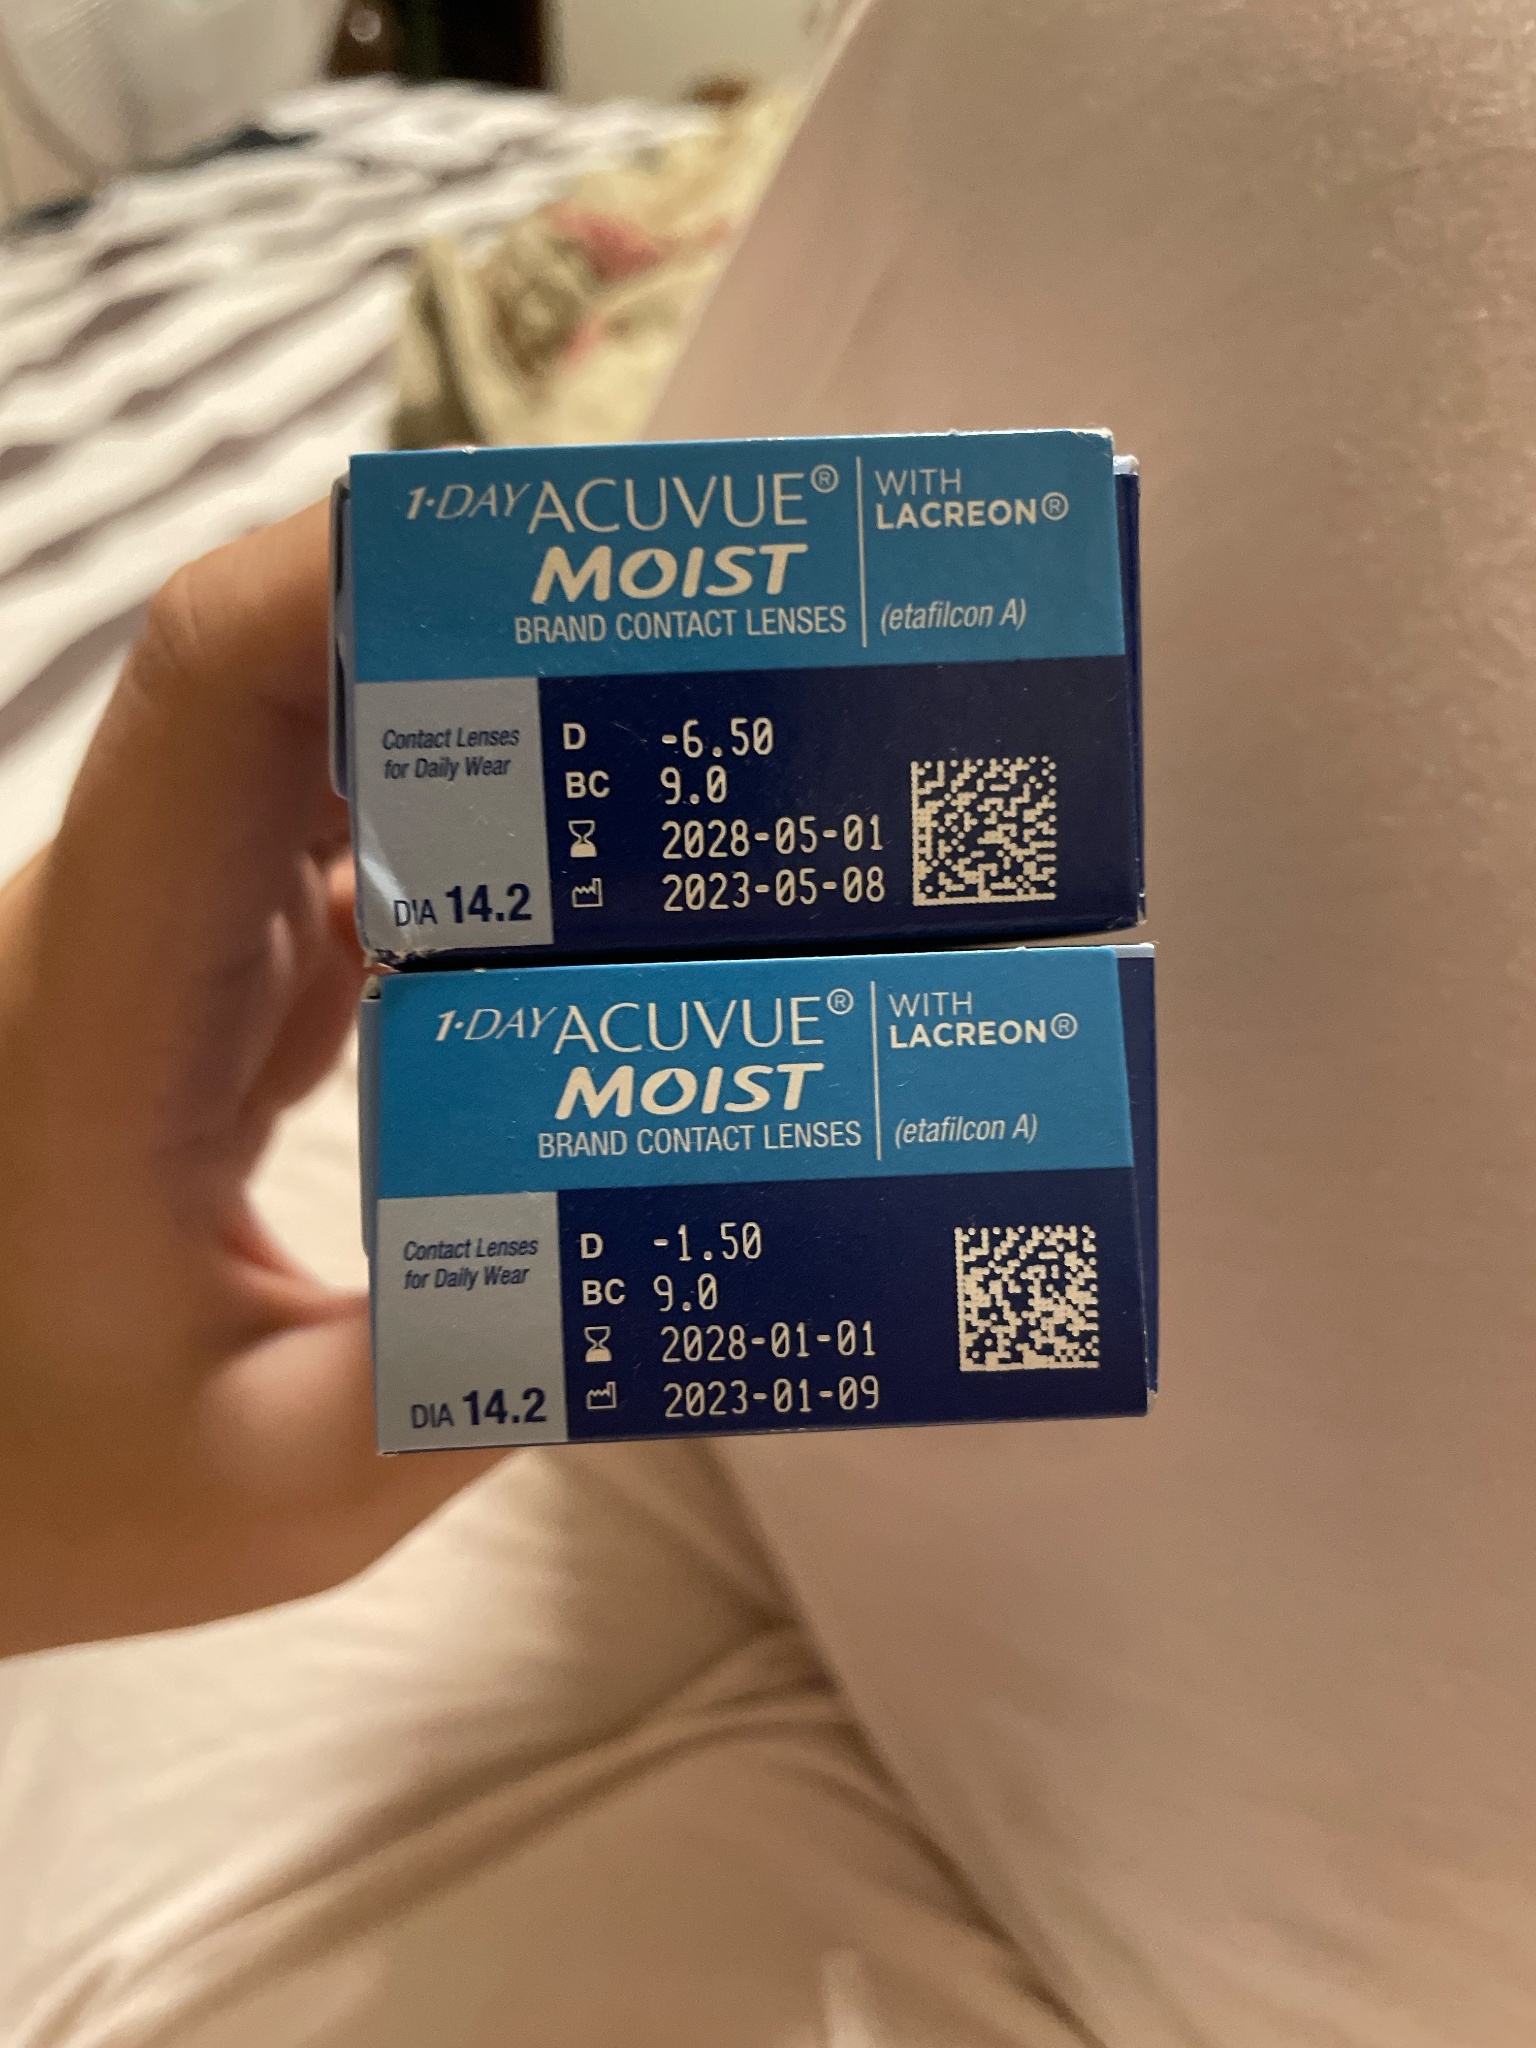 1·DAY ACUVUE® WITH
LACREON®
MOIST
BRAND CONTACT LENSES (etafilcon A)
Contact Lenses
for Daily Wear
DIA 14.2
D -6.50
BC 9.0
2028-05-01
2023-05-08
1·DAY ACUVUE® WITH
LACREON®
MOIST
BRAND CONTACT LENSES (etafilcon A)
Contact Lenses
for Daily Wear
DIA 14.2
D -1.50
BC 9.0
2028-01-01
2023-01-09